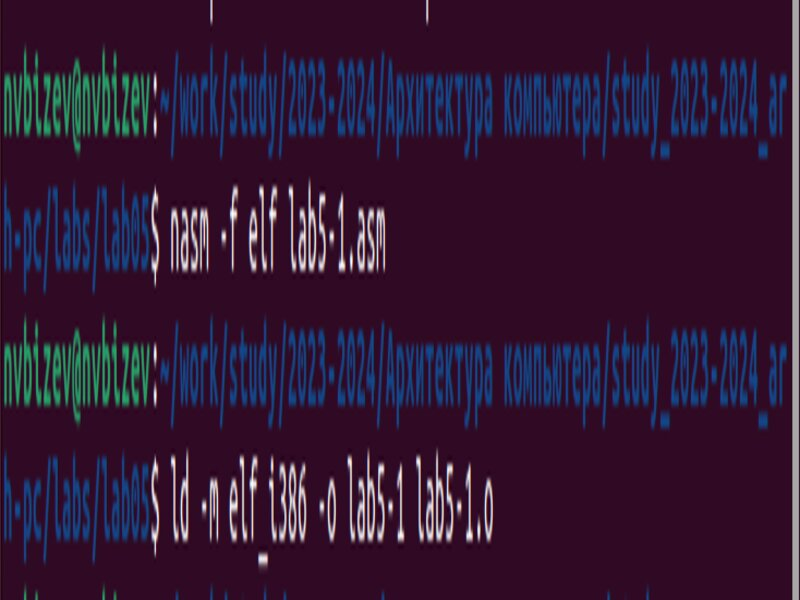 nvbizev@nvbizev:~/work/study/2023-2024/Архитектура компьютера/study_2023-2024_ar
h-pc/labs/lab05$ nasm -f elf lab5-1.asm
nvbizev@nvbizev:~/work/study/2023-2024/Архитектура компьютера/study_2023-2024_ar
h-pc/labs/lab05$ ld -m elf_i386 -o lab5-1 lab5-1.o